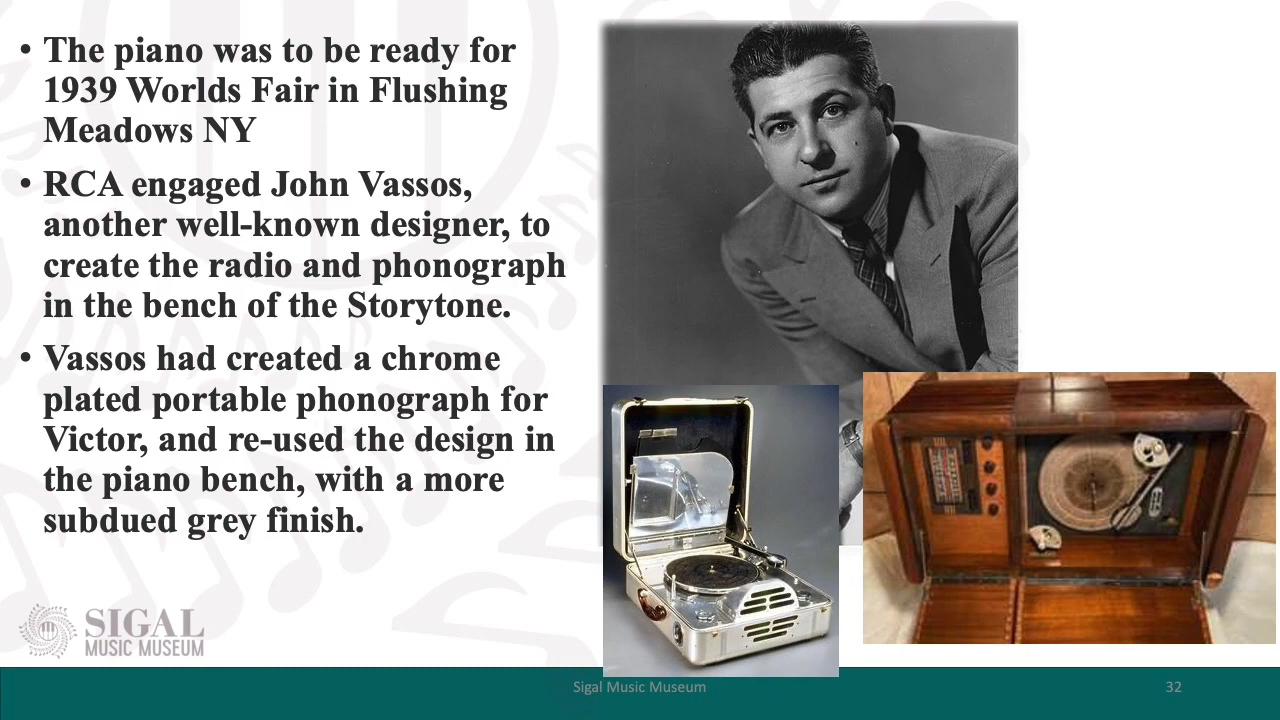 • The piano was to be ready for
1939 Worlds Fair in Flushing
Meadows NY
• RCA engaged John Vassos,
another well-known designer, to
create the radio and phonograph
in the bench of the Storytone.
• Vassos had created a chrome
plated portable phonograph for
Victor, and re-used the design in
the piano bench, with a more
subdued grey finish.
SIGAL
MUSIC MUSEUM
Sigal Music Museum
32